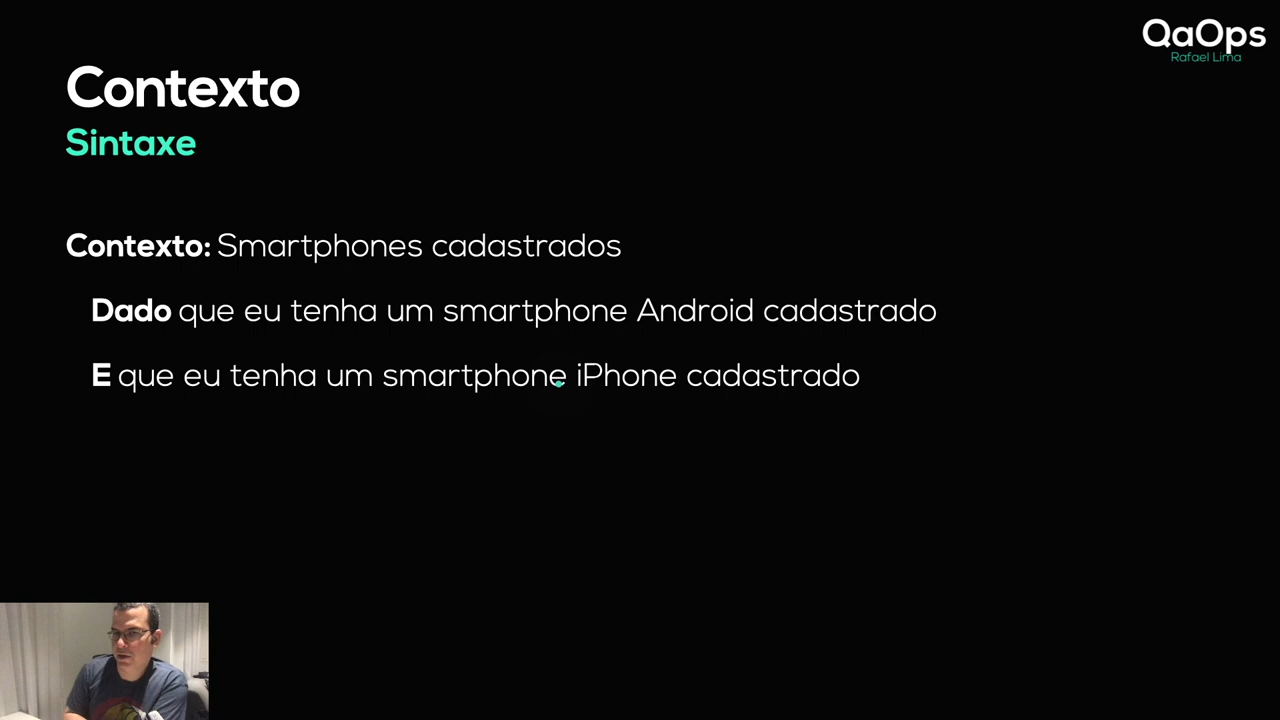 QaOps
Rafael Lima
Contexto
Sintaxe
Contexto: Smartphones cadastrados
Dado que eu tenha um smartphone Android cadastrado
E que eu tenha um smartphone iPhone cadastrado